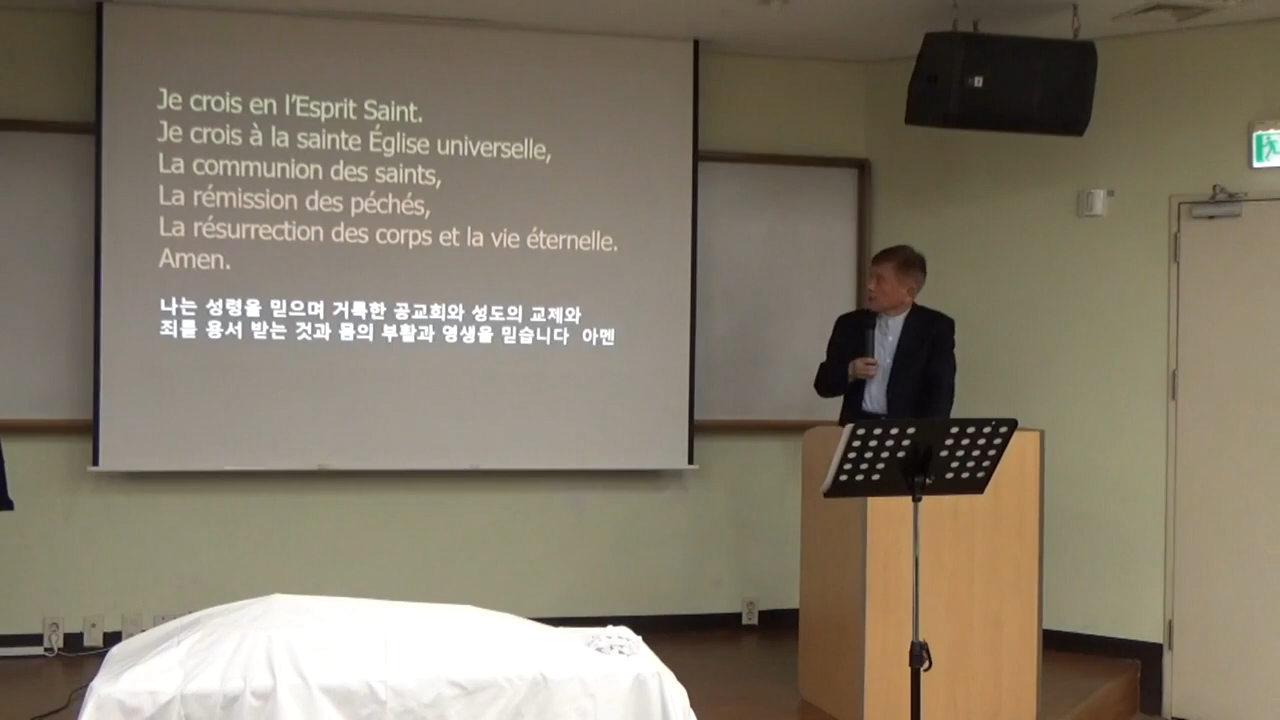 Je crois en l'Esprit Saint.
Je crois à la sainte Église universelle,
La communion des saints,
La rémission des péchés,
La résurrection des corps et la vie éternelle.
Amen.
나는 성령을 믿으며 거룩한 공교회와 성도의 교제와
죄를 용서 받는 것과 몸의 부활과 영생을 믿습니다 아멘